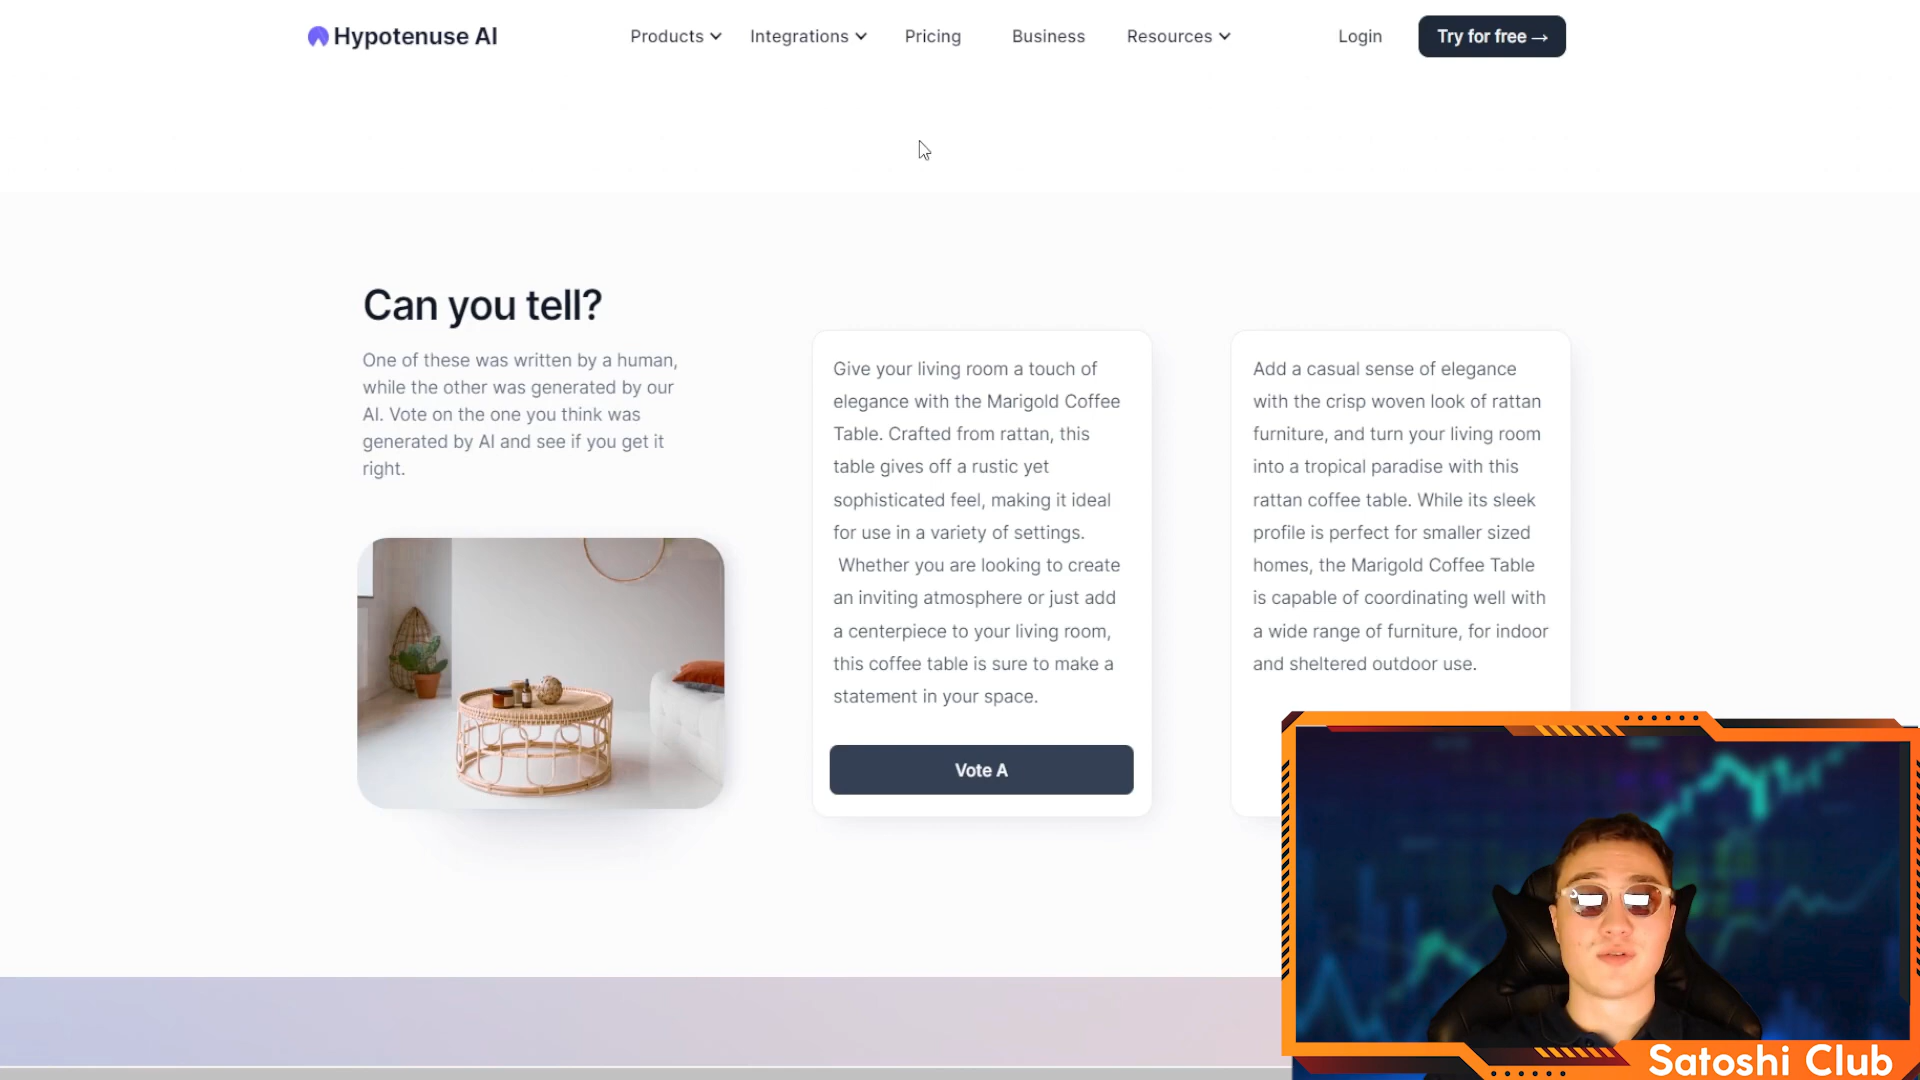 Hypotenuse AI
Products
Integrations
Pricing
Business
Resources
Login
Try for free →
Can you tell?
One of these was written by a human,
while the other was generated by our
AI. Vote on the one you think was
generated by AI and see if you get it
right.
Give your living room a touch of
elegance with the Marigold Coffee
Table. Crafted from rattan, this
table gives off a rustic yet
sophisticated feel, making it ideal
for use in a variety of settings.
Whether you are looking to create
an inviting atmosphere or just add
a centerpiece to your living room,
this coffee table is sure to make a
statement in your space.
Vote A
Add a casual sense of elegance
with the crisp woven look of rattan
furniture, and turn your living room
into a tropical paradise with this
rattan coffee table. While its sleek
profile is perfect for smaller sized
homes, the Marigold Coffee Table
is capable of coordinating well with
a wide range of furniture, for indoor
and sheltered outdoor use.
Satoshi Club